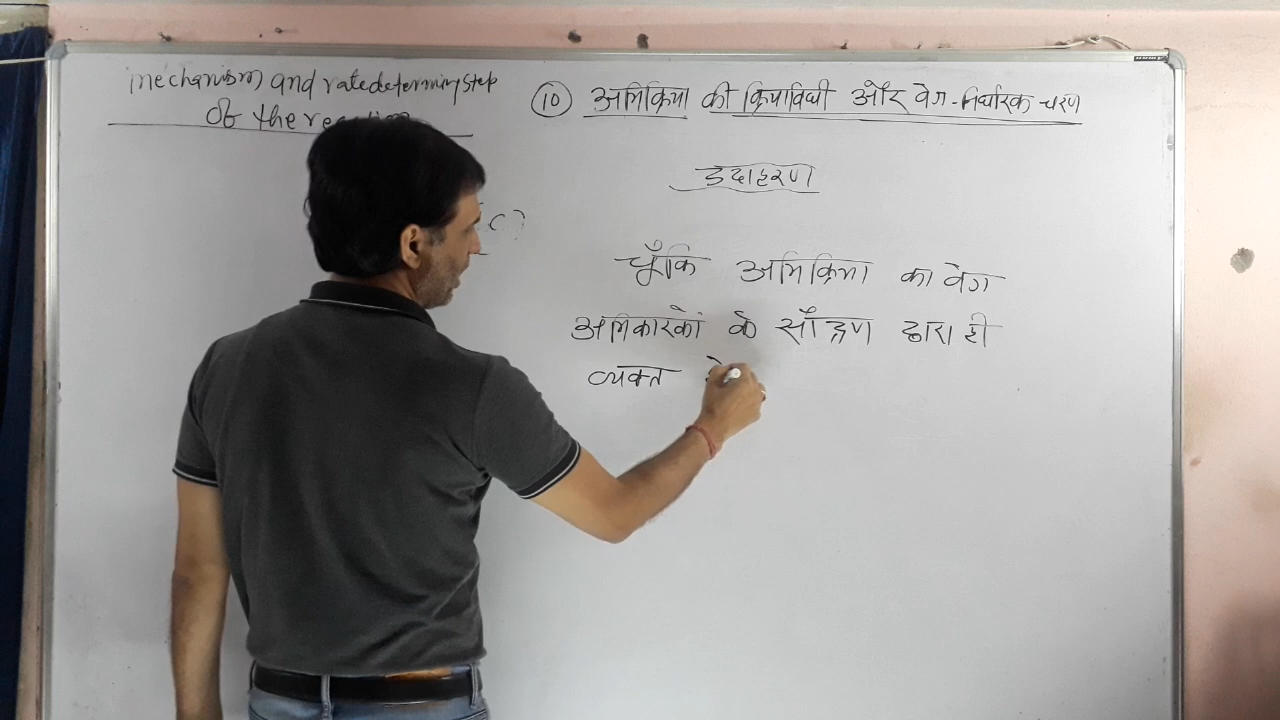 mechanism and rate determining step
of the
⑩ अभिक्रिया की क्रियाविधी और वेग-निर्धारक चरण
उदाहरण
c)
चूँकि अभिक्रिया का वेग
अभिकारकों के साँद्रण द्वारा ही
व्यक्त